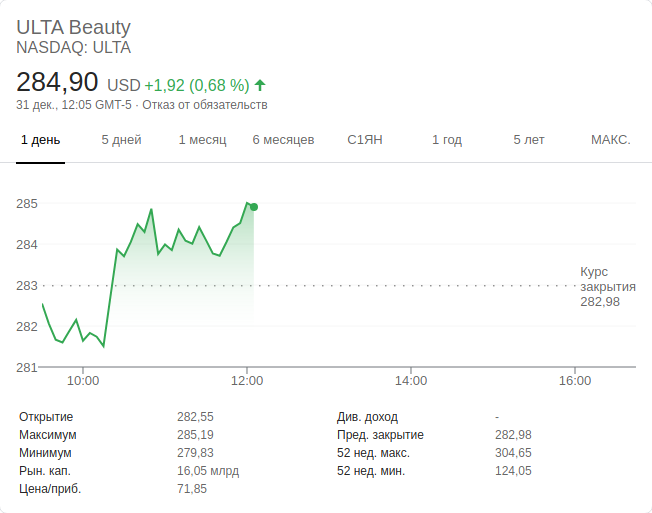 ULTA Beauty
NASDAQ: ULTA
284,90 USD +1,92 (0,68 %)
31 дек., 12:05 GMT-5 · Отказ от обязательств
1 день 5 дней 1 месяц 6 месяцев С1ЯН 1 год 5 лет МАКС.
285
284
283
282
281
Курс
закрытия
282,98
10:00 12:00 14:00 16:00
Открытие 282,55 Див. доход -
Максимум 285,19 Пред. закрытие 282,98
Минимум 279,83 52 нед. макс. 304,65
Рын. кап. 16,05 млрд 52 нед. мин. 124,05
Цена/приб. 71,85